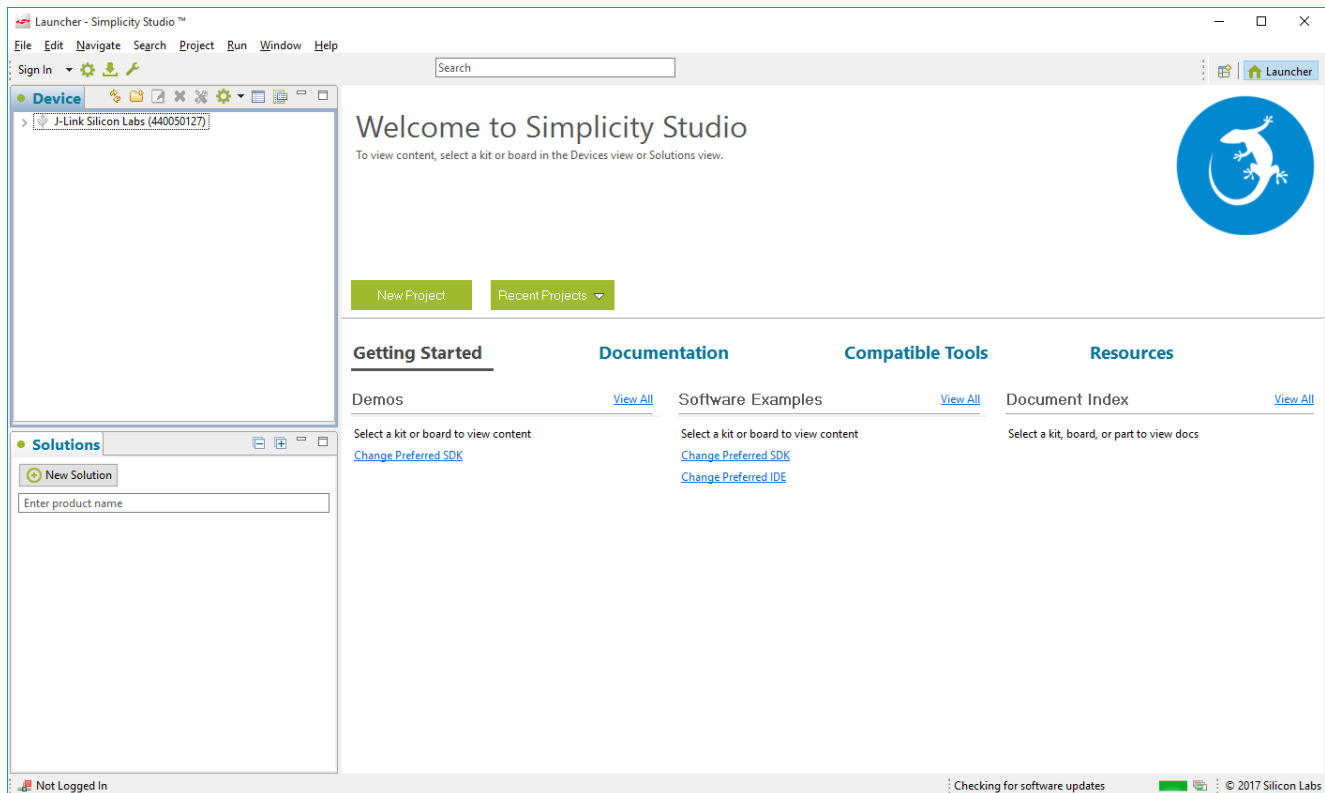 Launcher - Simplicity Studio ™
File Edit Navigate Search Project Run Window Help
Sign In
Search
Launcher
Device
J-Link Silicon Labs (440050127)
Welcome to Simplicity Studio
To view content, select a kit or board in the Devices view or Solutions view.
New Project
Recent Projects
Getting Started
Documentation
Compatible Tools
Resources
Demos
View All
Software Examples
View All
Document Index
View All
Select a kit or board to view content
Change Preferred SDK
Select a kit or board to view content
Change Preferred SDK
Change Preferred IDE
Select a kit, board, or part to view docs
Solutions
New Solution
Enter product name
Not Logged In
Checking for software updates
© 2017 Silicon Labs